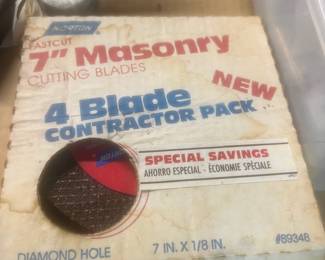 NORTON
FASTCUT
7" Masonry
CUTTING BLADES
NEW
4 Blade
CONTRACTOR PACK
SPECIAL SAVINGS
AHORRO ESPECIAL - ÉCONOMIE SPÉCIALE
DIAMOND HOLE
7 IN. X 1/8 IN.
#89348